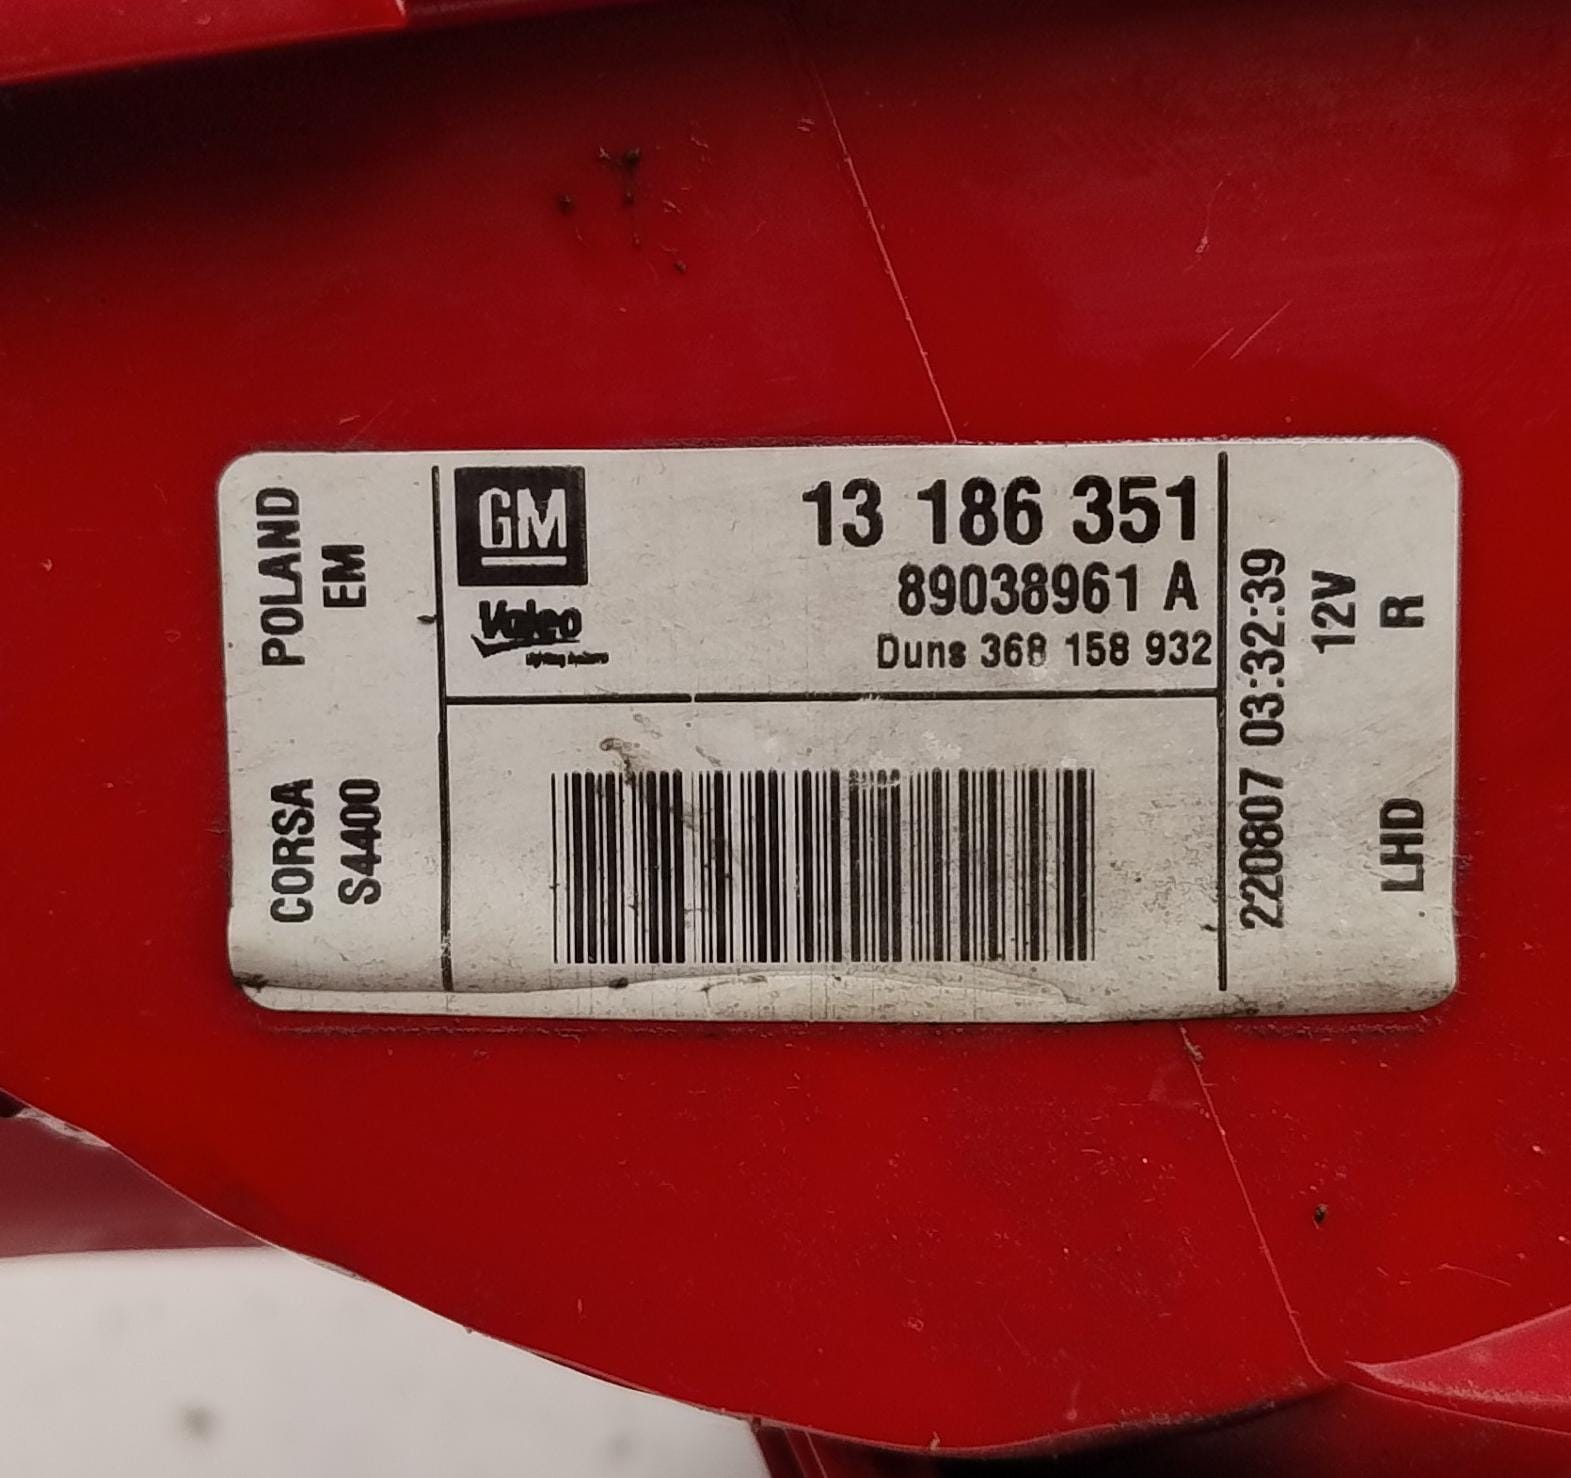 POLAND
EM
CORSA
S4400
GM
Valeo
13 186 351
89038961 A
Duns 368 158 932
220807 03:32:39
12V
R
LHD